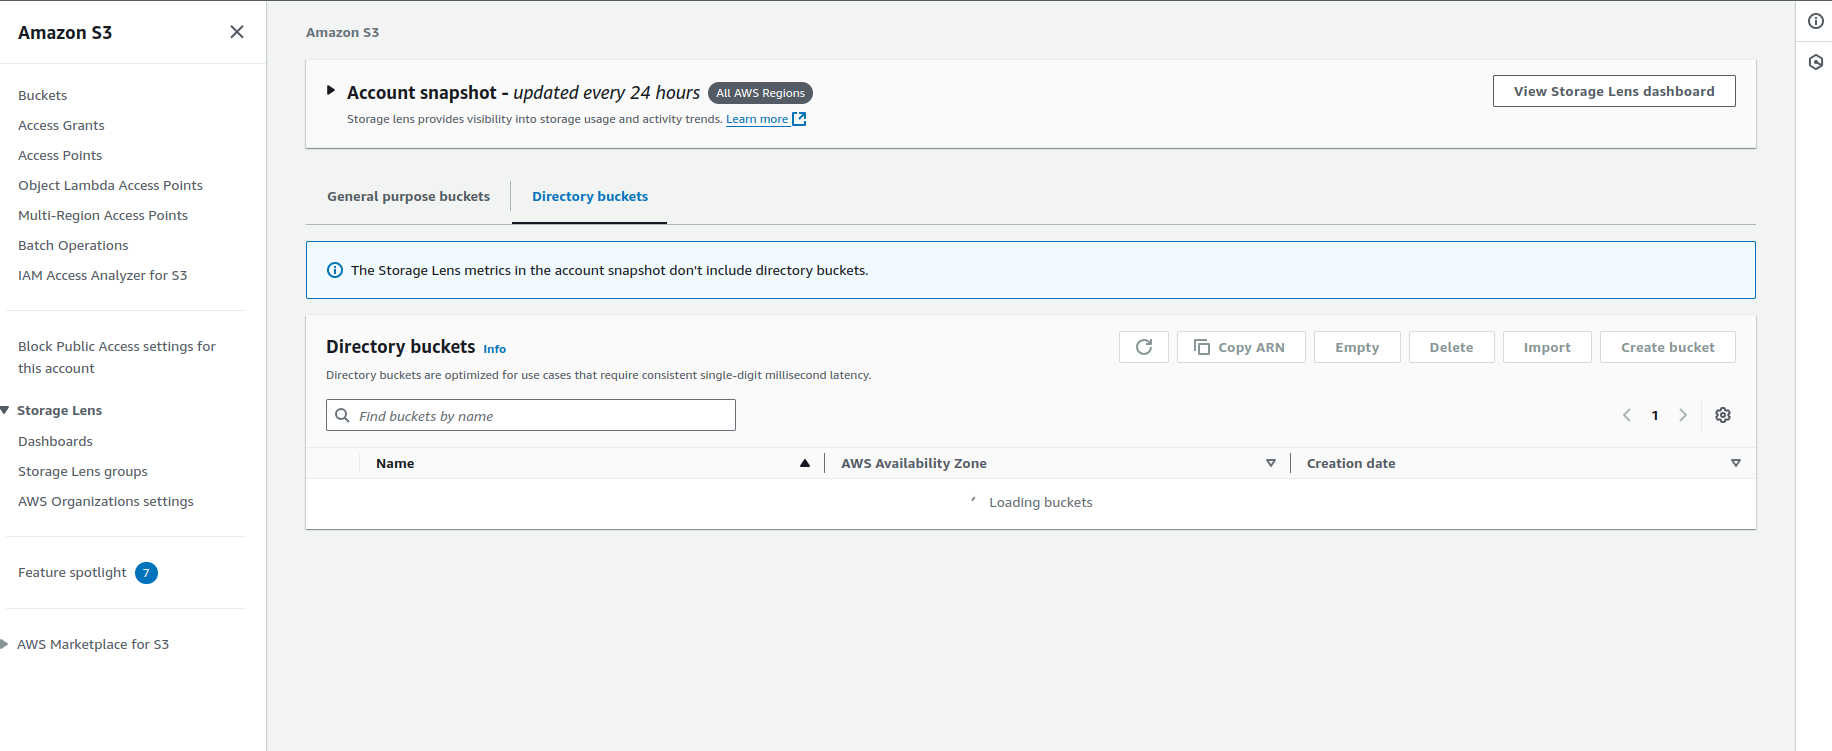 Amazon S3
Buckets
Access Grants
Access Points
Object Lambda Access Points
Multi-Region Access Points
Batch Operations
IAM Access Analyzer for S3
Block Public Access settings for
this account
Storage Lens
Dashboards
Storage Lens groups
AWS Organizations settings
Feature spotlight 7
AWS Marketplace for S3
Amazon S3
Account snapshot - updated every 24 hours All AWS Regions
View Storage Lens dashboard
Storage lens provides visibility into storage usage and activity trends. Learn more
General purpose buckets Directory buckets
The Storage Lens metrics in the account snapshot don't include directory buckets.
Directory buckets Info
Copy ARN Empty Delete Import Create bucket
Directory buckets are optimized for use cases that require consistent single-digit millisecond latency.
Find buckets by name
1
Name AWS Availability Zone Creation date
Loading buckets